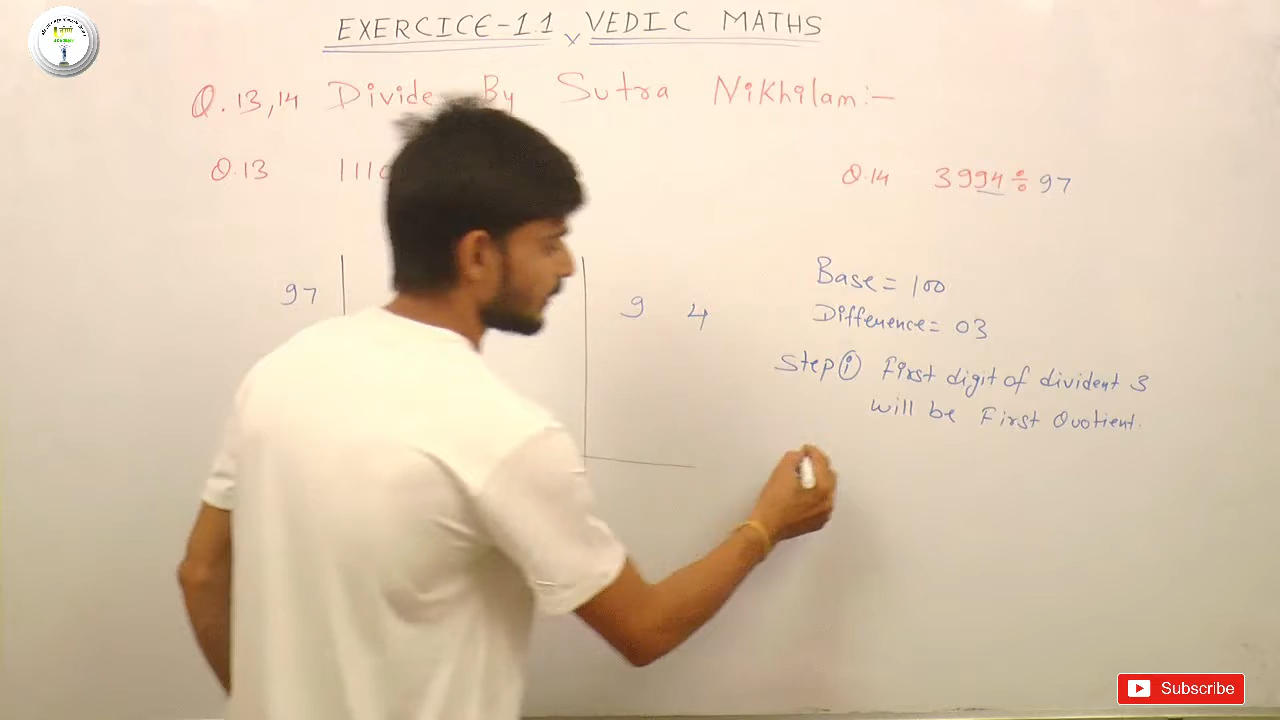 EXERCICE-1.1 VEDIC MATHS
Q.13,14 Divide By Sutra Nikhilam:-
Q.13 111
Q.14 3994 ÷ 97
97
9 4
Base = 100
Difference = 03
Step (i) First digit of divident 3
will be First Quotient.
Subscribe